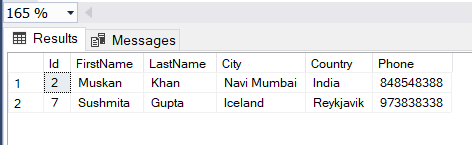 165 %
Results Messages
Id FirstName LastName City Country Phone
1 2 Muskan Khan Navi Mumbai India 848548388
2 7 Sushmita Gupta Iceland Reykjavik 973838338